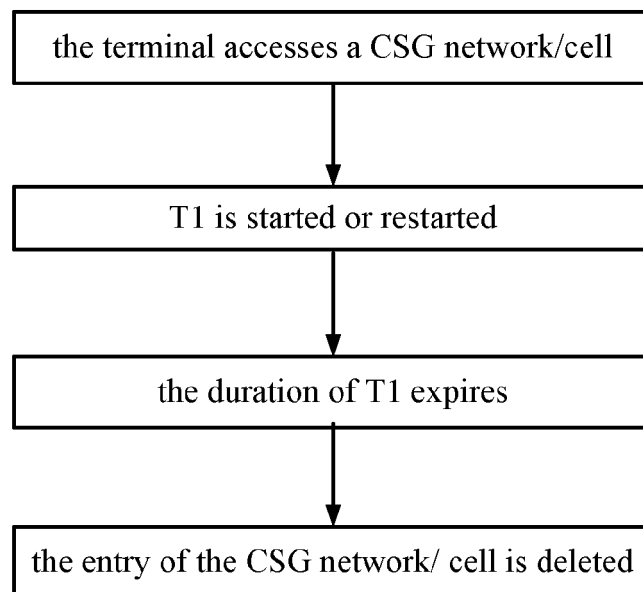 the terminal accesses a CSG network/cell
T1 is started or restarted
the duration of T1 expires
the entry of the CSG network/ cell is deleted